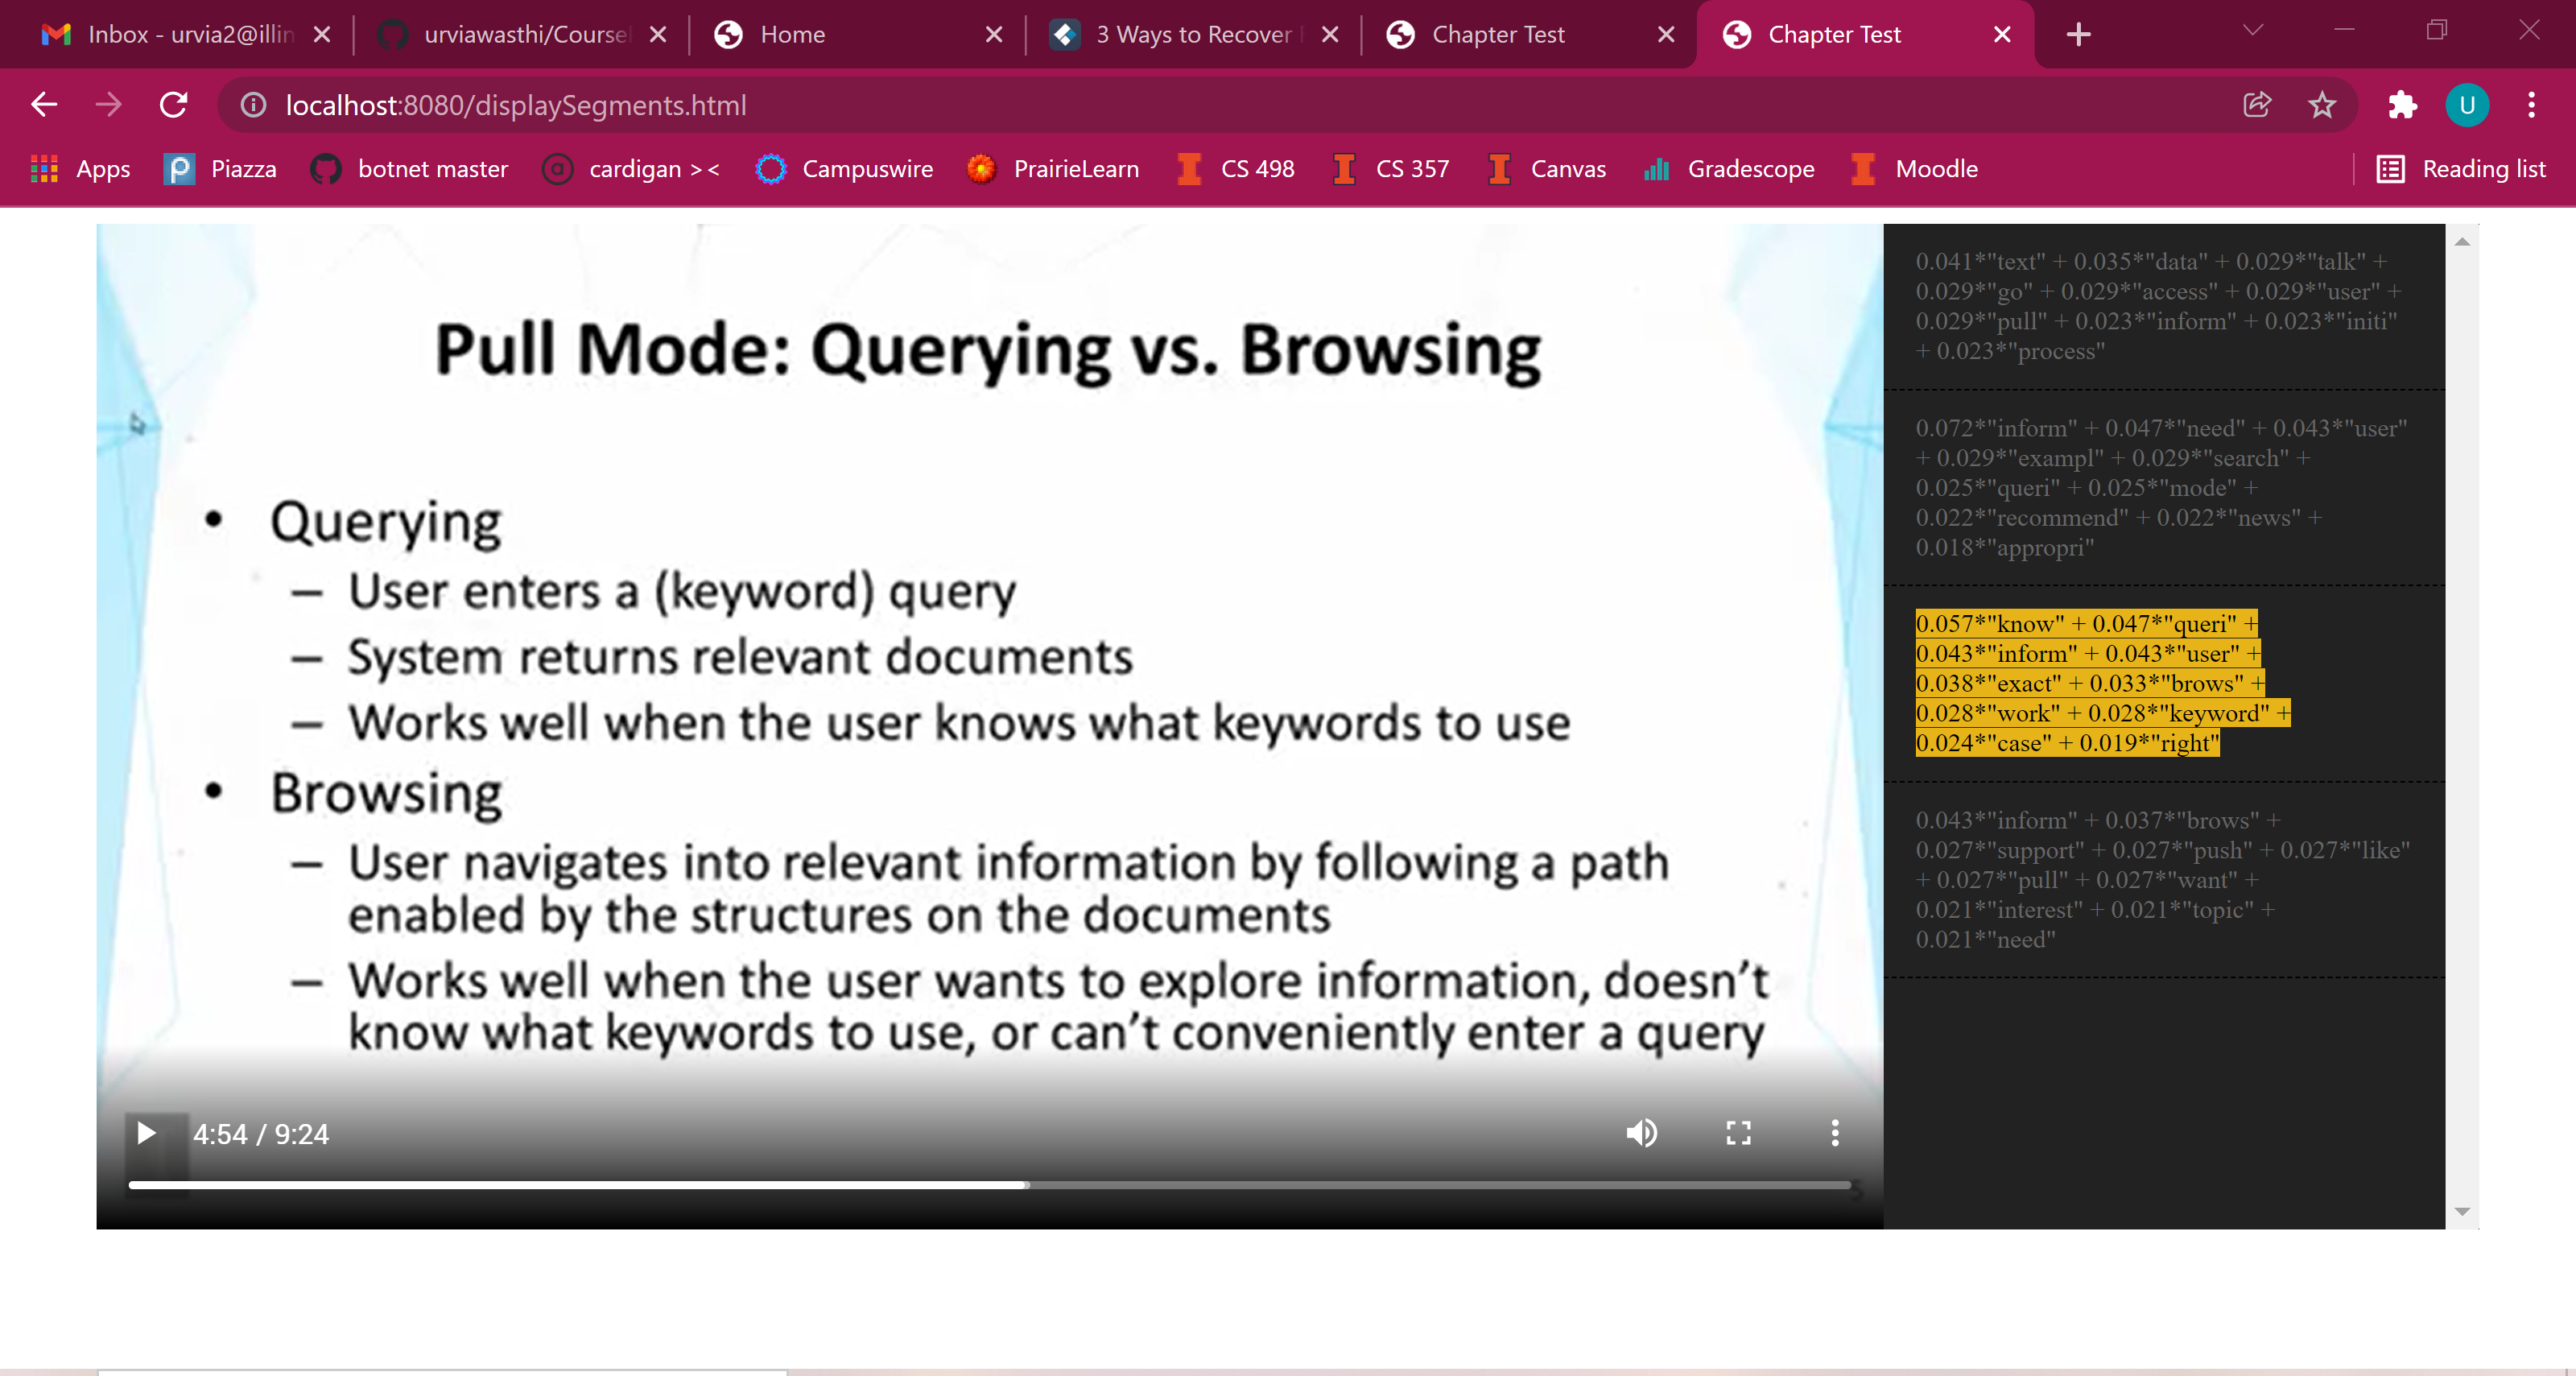 Inbox - urvia2@illin
urviawasthi/Course
Home
3 Ways to Recover
Chapter Test
Chapter Test
localhost:8080/displaySegments.html
U
Apps
Piazza
botnet master
cardigan ><
Campuswire
PrairieLearn
CS 498
CS 357
Canvas
Gradescope
Moodle
Reading list
Pull Mode: Querying vs. Browsing
• Querying
– User enters a (keyword) query
– System returns relevant documents
– Works well when the user knows what keywords to use
• Browsing
– User navigates into relevant information by following a path
enabled by the structures on the documents
– Works well when the user wants to explore information, doesn't
know what keywords to use, or can't conveniently enter a query
4:54 / 9:24
5
0.041*"text" + 0.035*"data" + 0.029*"talk" +
0.029*"go" + 0.029*"access" + 0.029*"user" +
0.029*"pull" + 0.023*"inform" + 0.023*"initi"
+ 0.023*"process"
0.072*"inform" + 0.047*"need" + 0.043*"user"
+ 0.029*"exampl" + 0.029*"search" +
0.025*"queri" + 0.025*"mode" +
0.022*"recommend" + 0.022*"news" +
0.018*"appropri"
0.057*"know" + 0.047*"queri" +
0.043*"inform" + 0.043*"user" +
0.038*"exact" + 0.033*"brows" +
0.028*"work" + 0.028*"keyword" +
0.024*"case" + 0.019*"right"
0.043*"inform" + 0.037*"brows" +
0.027*"support" + 0.027*"push" + 0.027*"like"
+ 0.027*"pull" + 0.027*"want" +
0.021*"interest" + 0.021*"topic" +
0.021*"need"